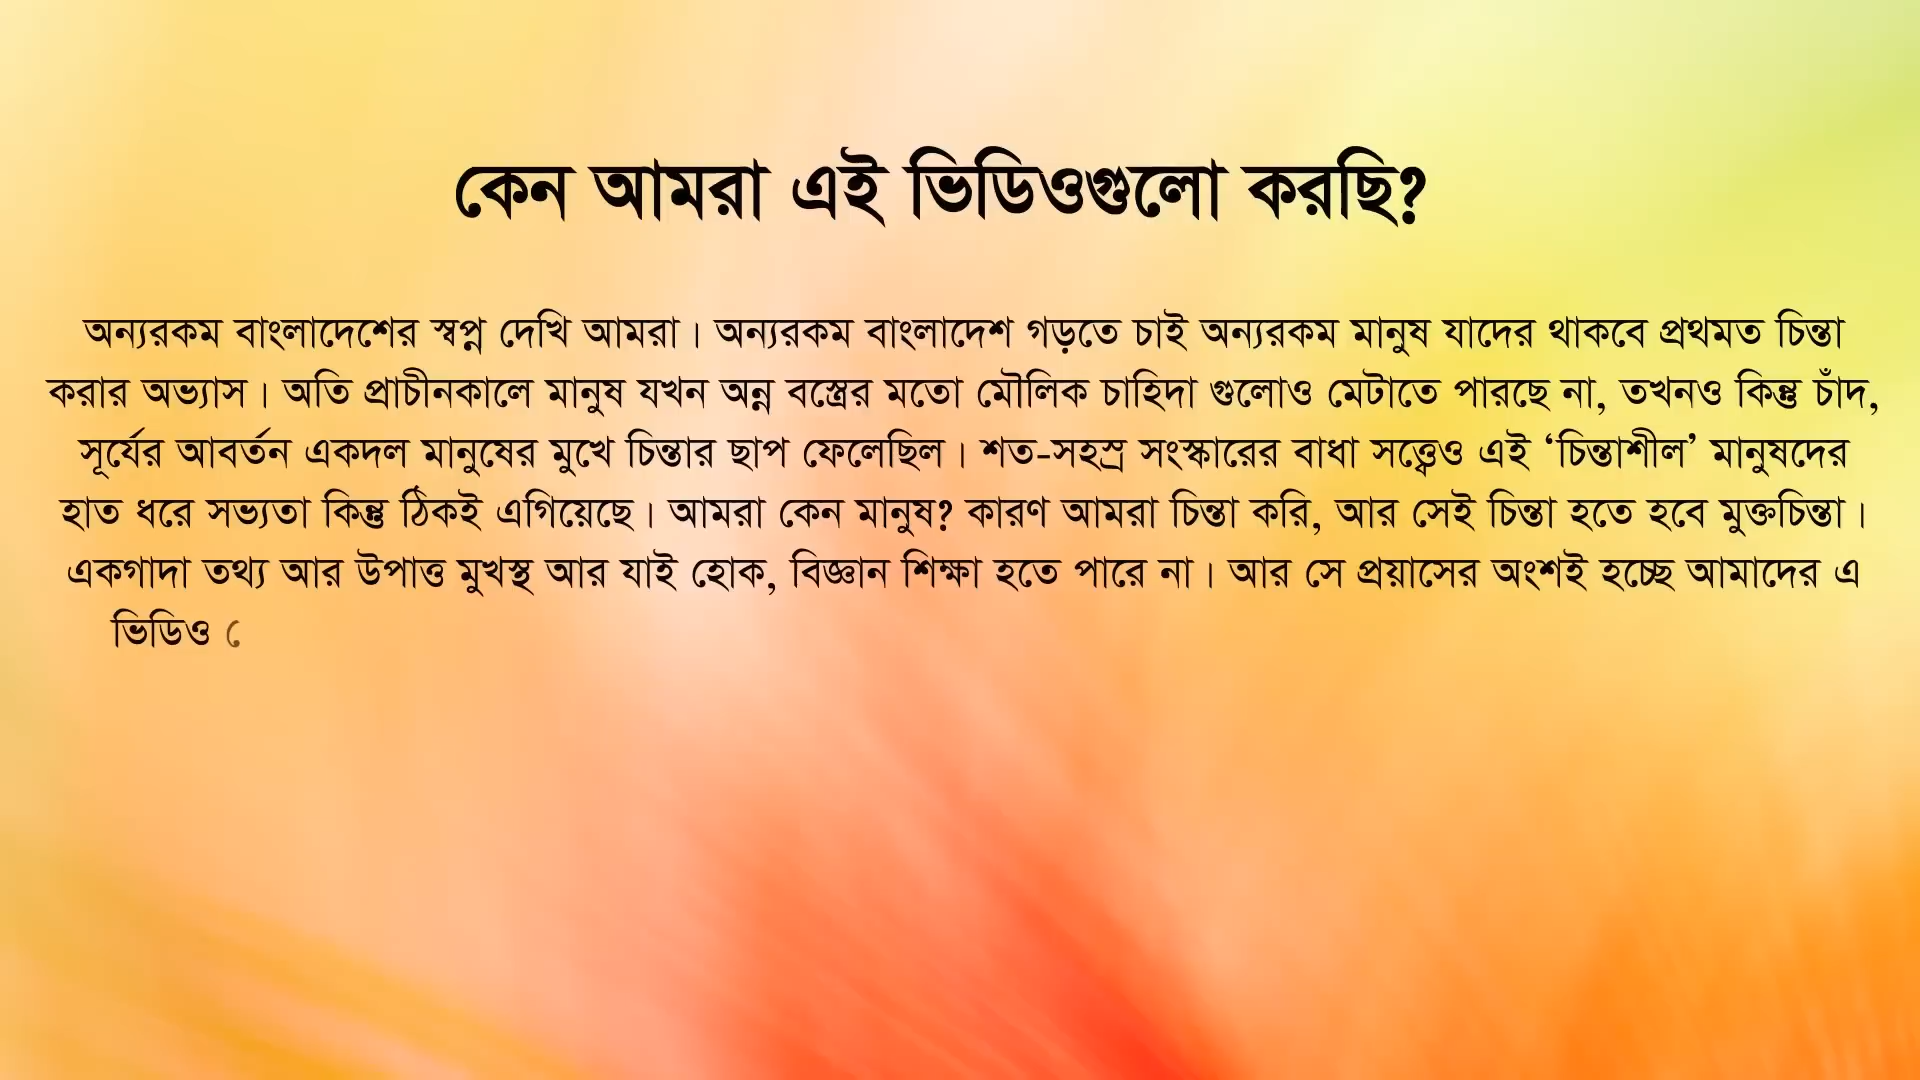 কেন আমরা এই ভিডিওগুলো করছি?
অন্যরকম বাংলাদেশের স্বপ্ন দেখি আমরা। অন্যরকম বাংলাদেশ গড়তে চাই অন্যরকম মানুষ যাদের থাকবে প্রথমত চিন্তা
করার অভ্যাস। অতি প্রাচীনকালে মানুষ যখন অন্ন বস্ত্রের মতো মৌলিক চাহিদা গুলোও মেটাতে পারছে না, তখনও কিন্তু চাঁদ,
সূর্যের আবর্তন একদল মানুষের মুখে চিন্তার ছাপ ফেলেছিল। শত-সহস্র সংস্কারের বাধা সত্ত্বেও এই ‘চিন্তাশীল’ মানুষদের
হাত ধরে সভ্যতা কিন্তু ঠিকই এগিয়েছে। আমরা কেন মানুষ? কারণ আমরা চিন্তা করি, আর সেই চিন্তা হতে হবে মুক্তচিন্তা।
একগাদা তথ্য আর উপাত্ত মুখস্থ আর যাই হোক, বিজ্ঞান শিক্ষা হতে পারে না। আর সে প্রয়াসের অংশই হচ্ছে আমাদের এ
ভিডিও